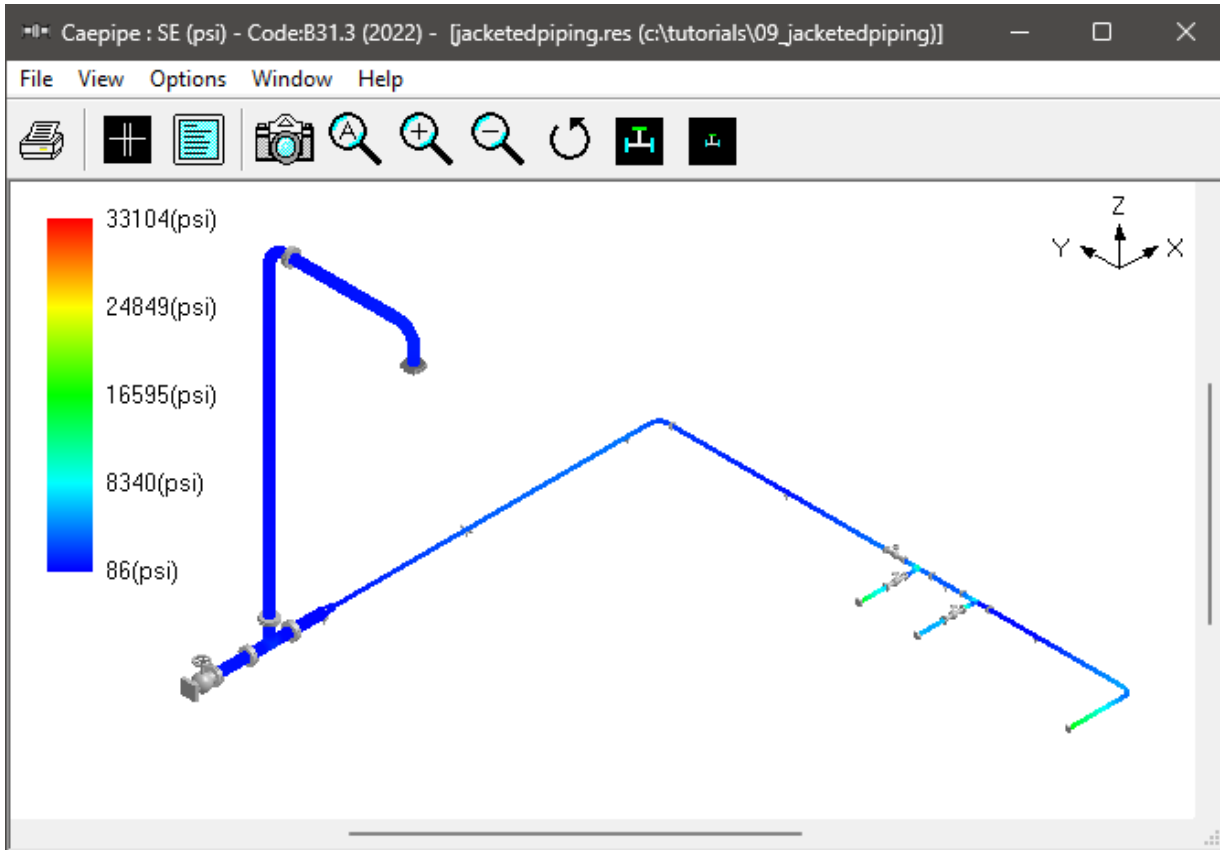 Caepipe : SE (psi) - Code:B31.3 (2022) - [jacketedpiping.res (c:\tutorials\09_jacketedpiping)]
File View Options Window Help
A
33104(psi)
24849(psi)
16595(psi)
8340(psi)
86(psi)
Z
Y X